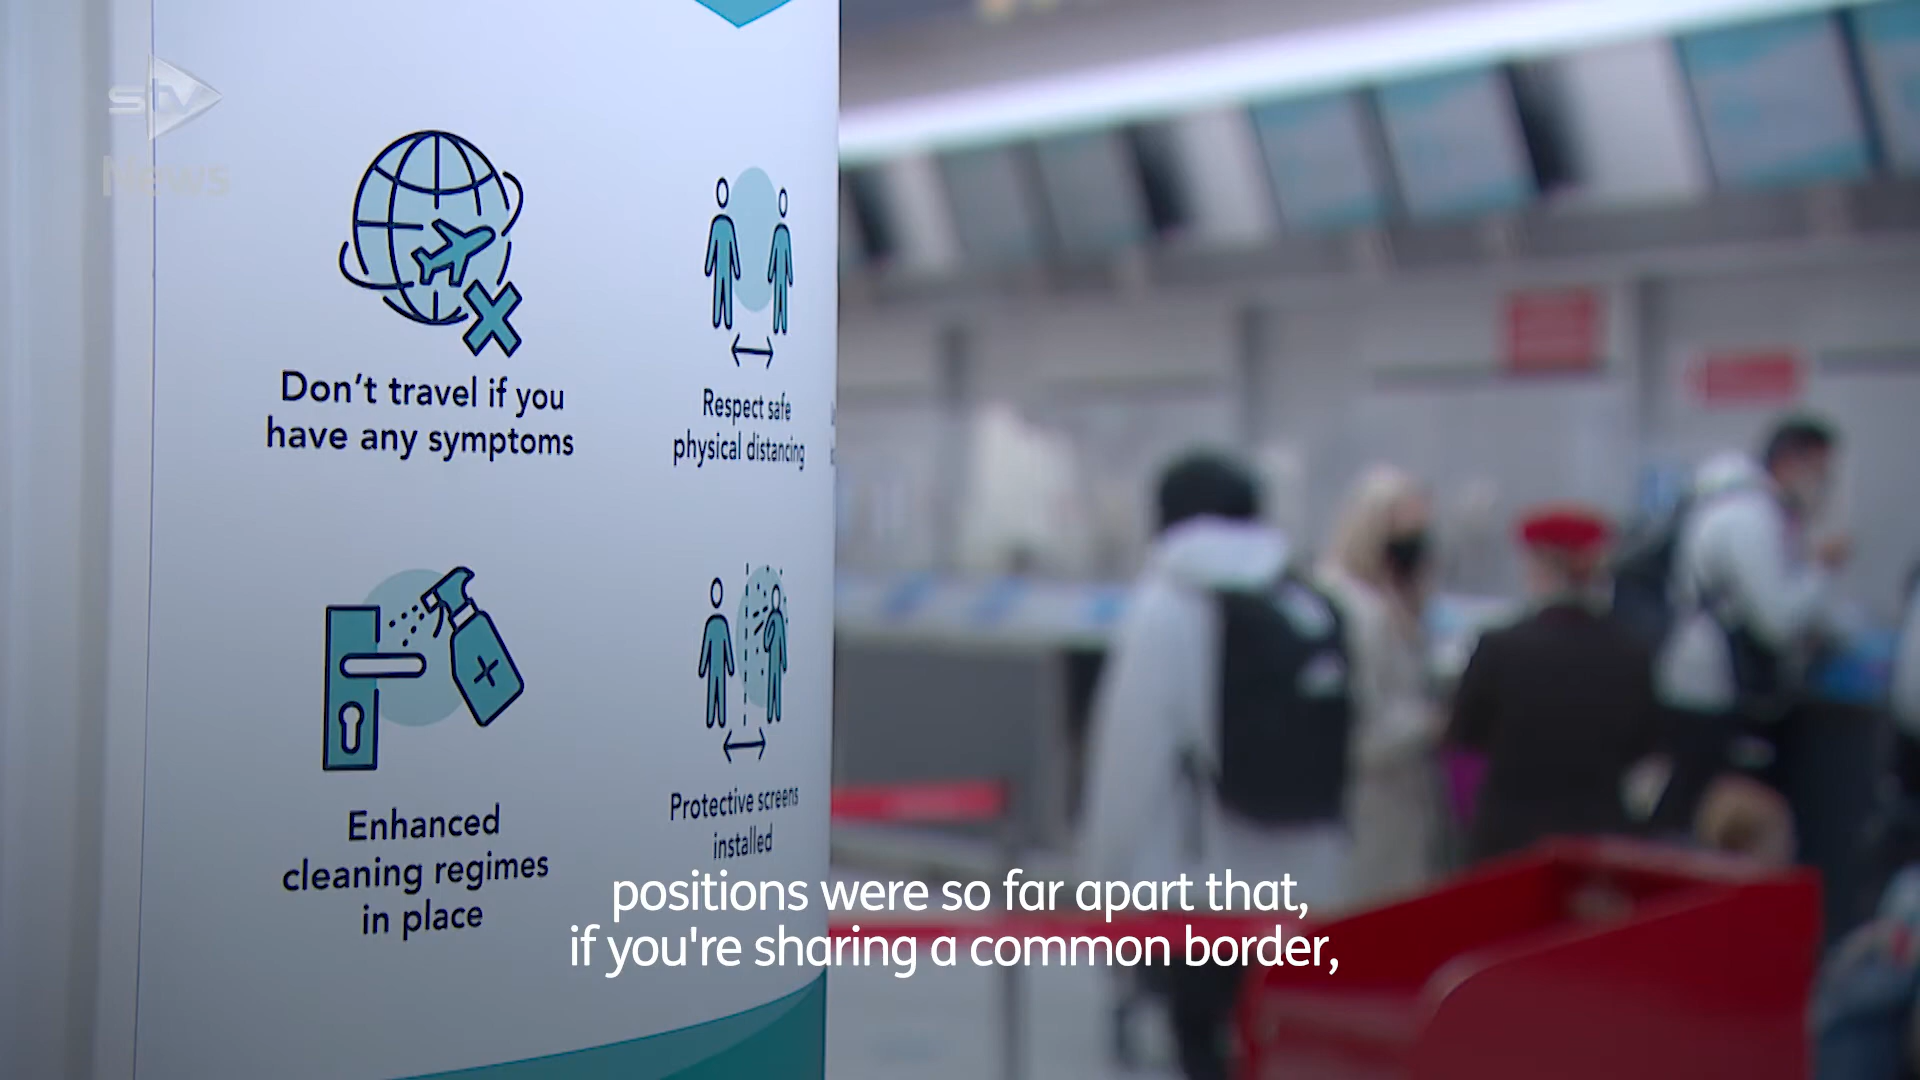 stv
News
Don't travel if you
have any symptoms
Respect safe
physical distancing
Enhanced
cleaning regimes
in place
Protective screens
installed
positions were so far apart that,
if you're sharing a common border,